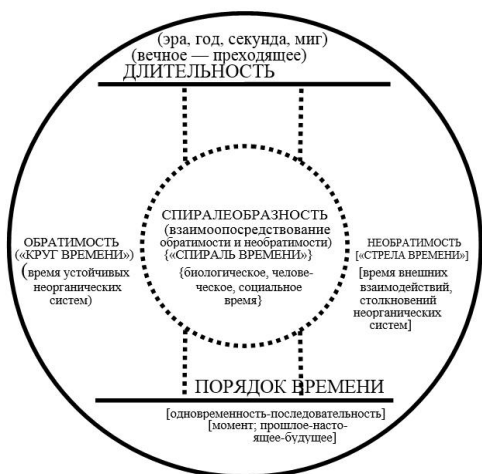 (эра, год, секунда, миг)
(вечное — преходящее)
ДЛИТЕЛЬНОСТЬ
ОБРАТИМОСТЬ
(«КРУГ ВРЕМЕНИ»)
(время устойчивых
неорганических
систем)
СПИРАЛЕОБРАЗНОСТЬ
(взаимоопосредствование
обратимости и необратимости)
{«СПИРАЛЬ ВРЕМЕНИ»}
{биологическое, челове-
ческое, социальное
время}
НЕОБРАТИМОСТЬ
[«СТРЕЛА ВРЕМЕНИ»]
[время внешних
взаимодействий,
столкновений
неорганических
систем]
ПОРЯДОК ВРЕМЕНИ
[одновременность-последовательность]
[момент; прошлое-насто-
ящее-будущее]